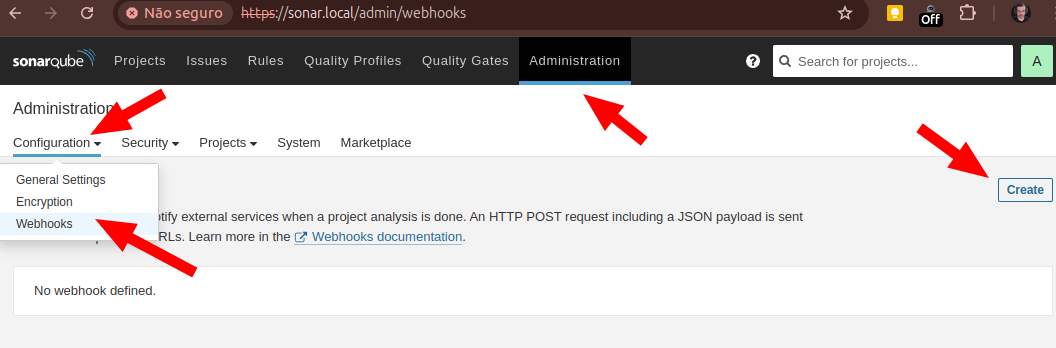 Não seguro https://sonar.local/admin/webhooks
Off
sonarqube Projects Issues Rules Quality Profiles Quality Gates Administration ? Search for projects... A
Administration
Configuration Security Projects System Marketplace
General Settings
Encryption
Webhooks
Create
tify external services when a project analysis is done. An HTTP POST request including a JSON payload is sent
RLs. Learn more in the Webhooks documentation.
No webhook defined.